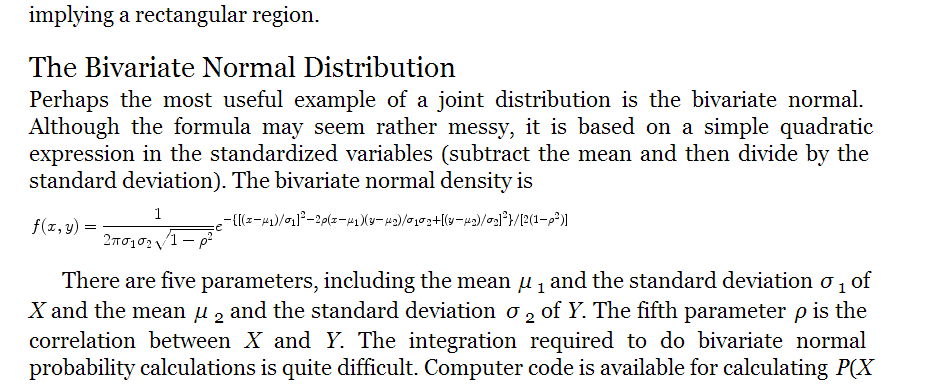 implying a rectangular region.
The Bivariate Normal Distribution
Perhaps the most useful example of a joint distribution is the bivariate normal.
Although the formula may seem rather messy, it is based on a simple quadratic
expression in the standardized variables (subtract the mean and then divide by the
standard deviation). The bivariate normal density is
f(x, y) = \frac{1}{2πσ₁σ₂√(1 − ρ²)} e^{−{[(x−μ₁)/σ₁]²−2ρ(x−μ₁)(y−μ₂)/σ₁σ₂+[(y−μ₂)/σ₂]²}/[2(1−ρ²)]}
There are five parameters, including the mean μ ₁ and the standard deviation σ ₁ of
X and the mean μ ₂ and the standard deviation σ ₂ of Y. The fifth parameter ρ is the
correlation between X and Y. The integration required to do bivariate normal
probability calculations is quite difficult. Computer code is available for calculating P(X